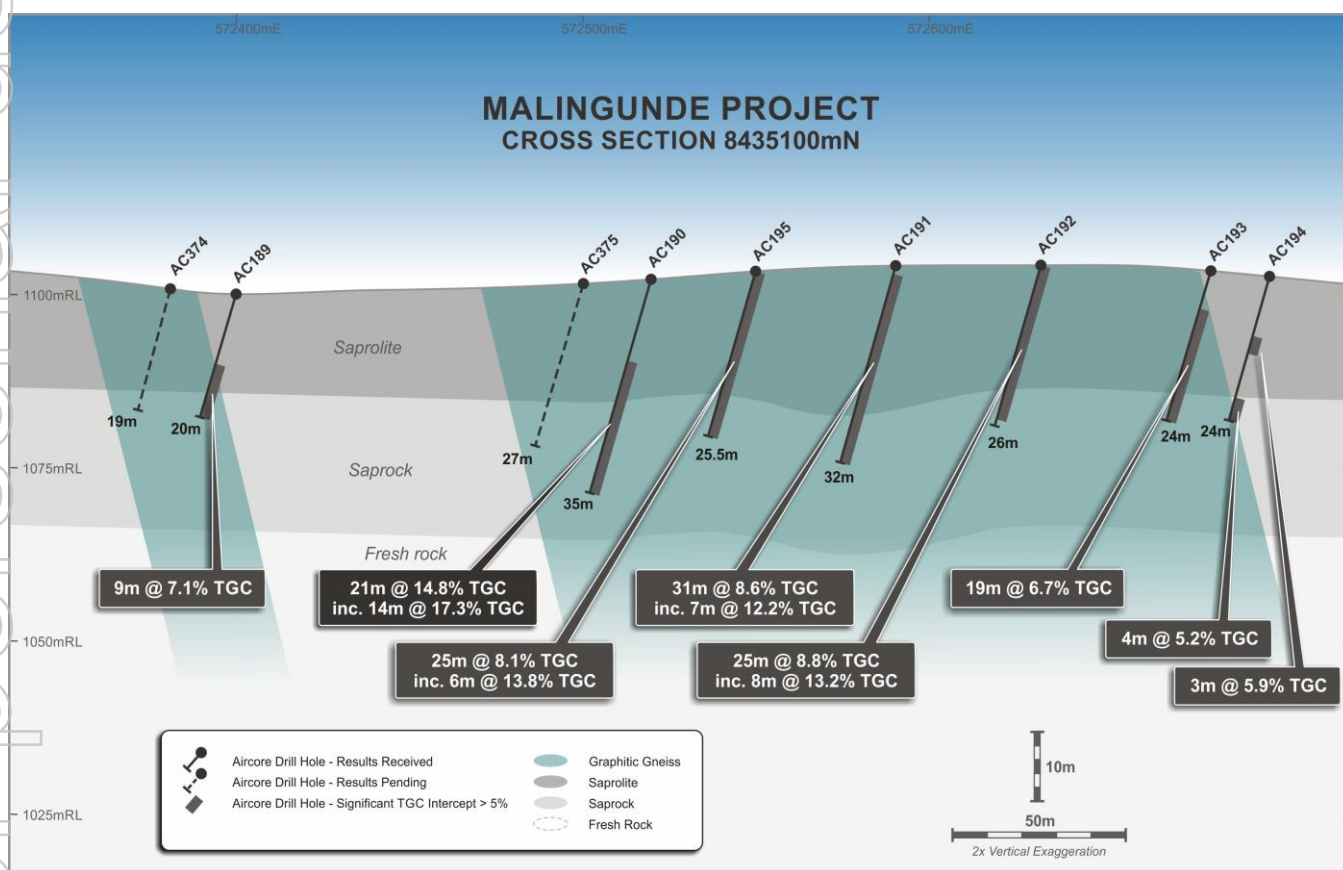 572400mE
572500mE
572600mE
MALINGUNDE PROJECT
CROSS SECTION 8435100mN
AC374
AC189
AC375
AC190
AC195
AC191
AC192
AC193
AC194
1100mRL
Saprolite
19m
20m
27m
35m
25.5m
32m
26m
24m
24m
1075mRL
Saprock
Fresh rock
9m @ 7.1% TGC
21m @ 14.8% TGC
inc. 14m @ 17.3% TGC
31m @ 8.6% TGC
inc. 7m @ 12.2% TGC
19m @ 6.7% TGC
25m @ 8.1% TGC
inc. 6m @ 13.8% TGC
25m @ 8.8% TGC
inc. 8m @ 13.2% TGC
4m @ 5.2% TGC
3m @ 5.9% TGC
1050mRL
Aircore Drill Hole - Results Received
Aircore Drill Hole - Results Pending
Aircore Drill Hole - Significant TGC Intercept > 5%
Graphitic Gneiss
Saprolite
Saprock
Fresh Rock
10m
50m
2x Vertical Exaggeration
1025mRL